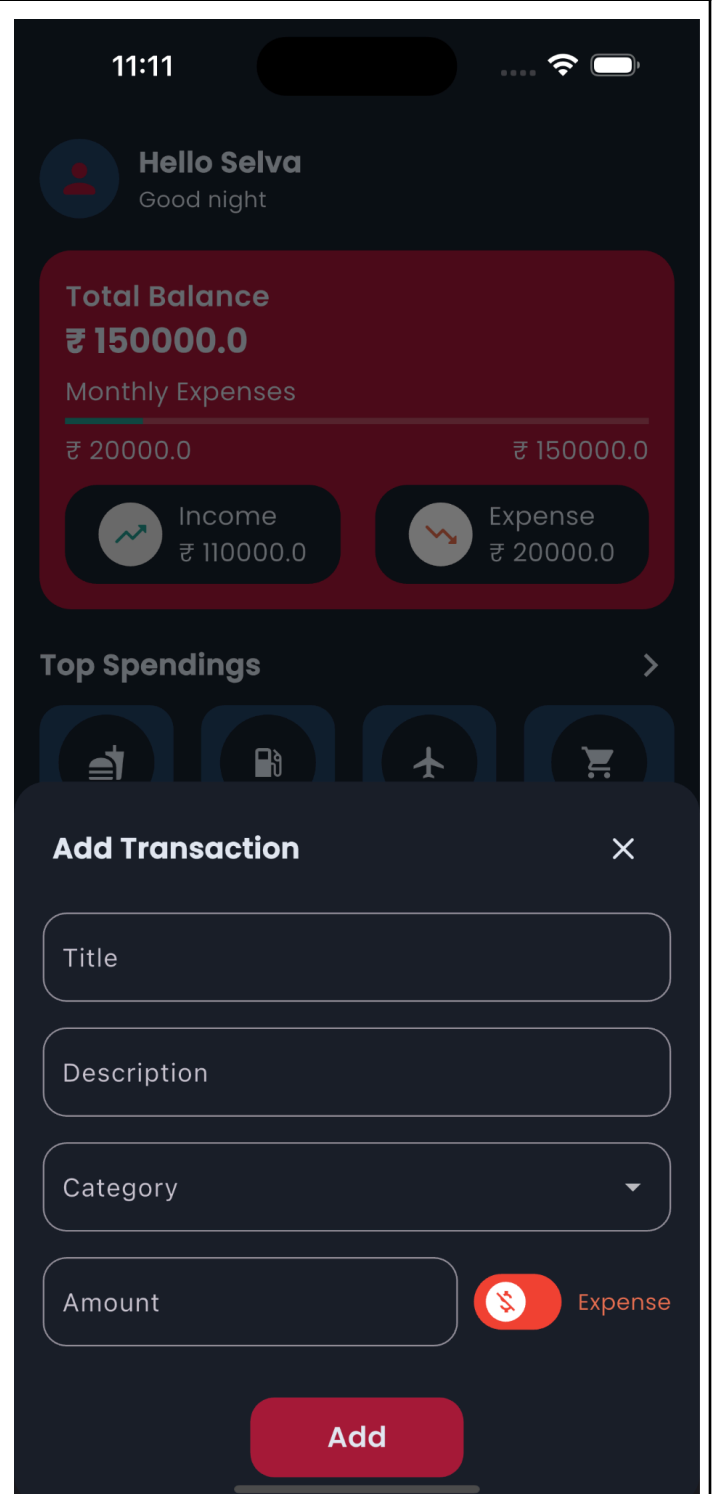 11:11
Hello Selva
Good night
Total Balance
₹ 150000.0
Monthly Expenses
₹ 20000.0 ₹ 150000.0
Income Expense
₹ 110000.0 ₹ 20000.0
Top Spendings
Add Transaction
Title
Description
Category
Amount Expense
Add